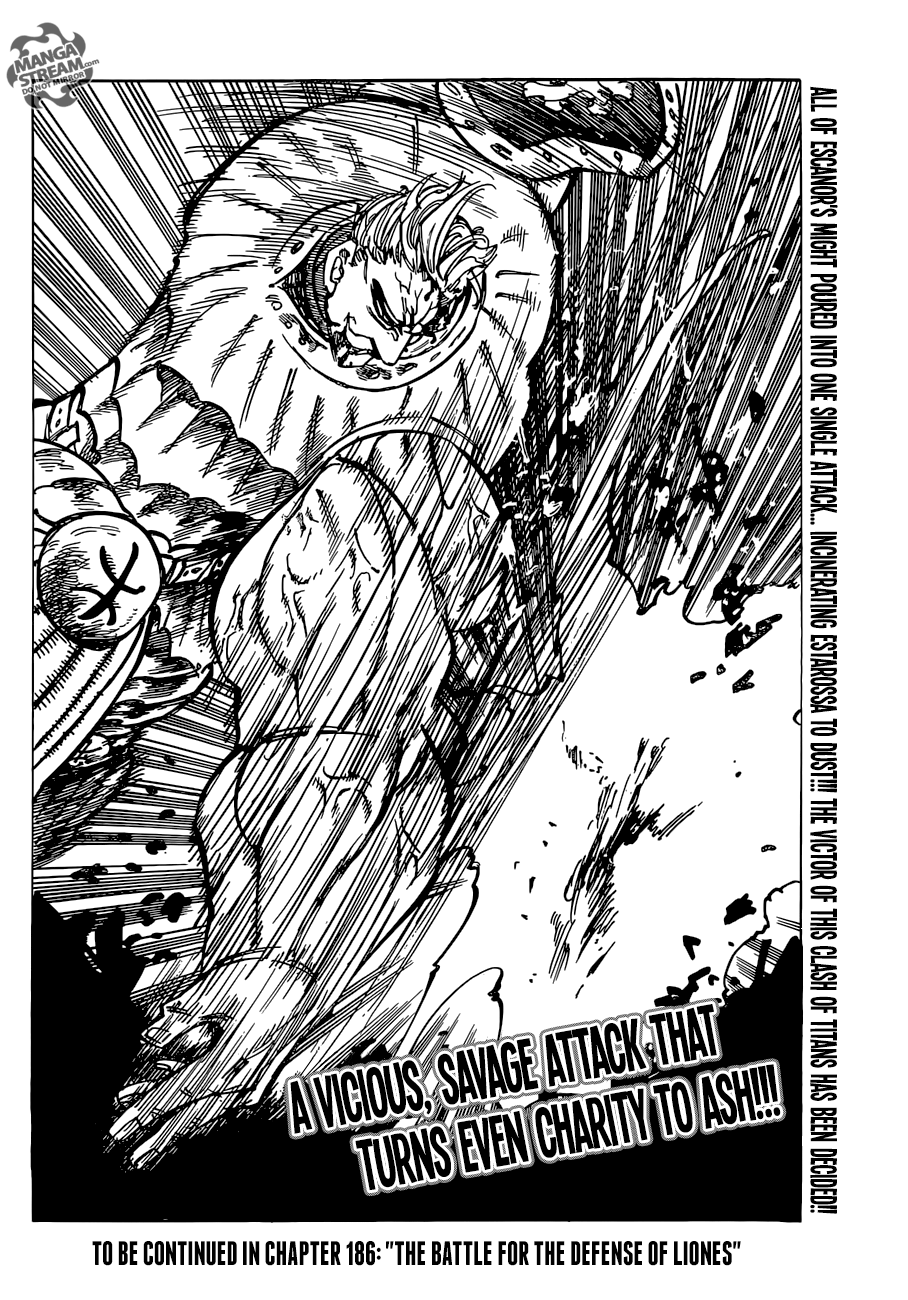 MANGA
STREAM.com
DO NOT MIRROR
ALL OF ESCANOR'S MIGHT POURED INTO ONE SINGLE ATTACK... INCINERATING ESTAROSSA TO DUST!!! THE VICTOR OF THIS CLASH OF TITANS HAS BEEN DECIDED!!
A VICIOUS, SAVAGE ATTACK THAT
TURNS EVEN CHARITY TO ASH!!!
TO BE CONTINUED IN CHAPTER 186: "THE BATTLE FOR THE DEFENSE OF LIONES"